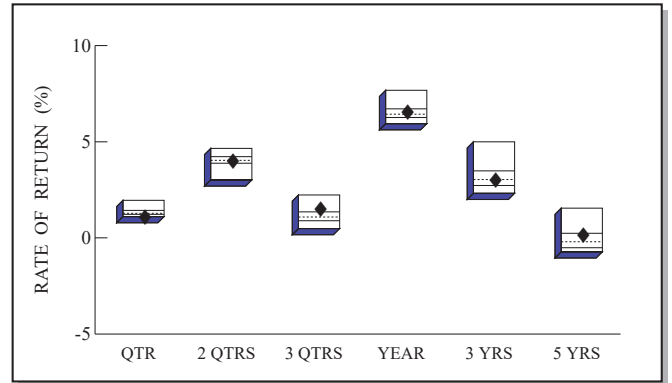 RATE OF RETURN (%)
10
5
0
-5
QTR 2 QTRS 3 QTRS YEAR 3 YRS 5 YRS